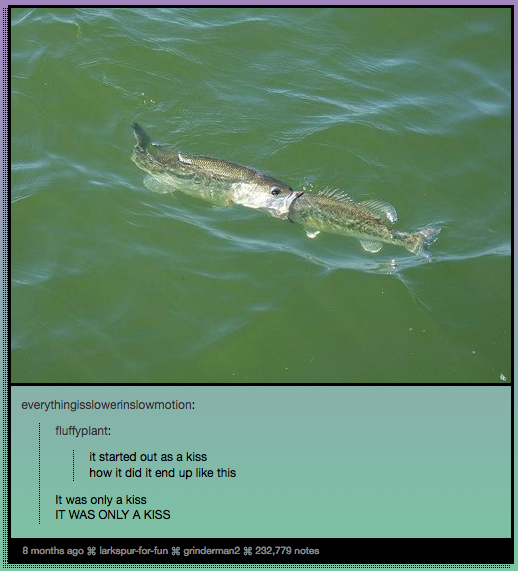 everythingisslowerinslowmotion:
fluffyplant:
it started out as a kiss
how it did it end up like this
It was only a kiss
IT WAS ONLY A KISS
8 months ago ⌘ larkspur-for-fun ⌘ grinderman2 ⌘ 232,779 notes